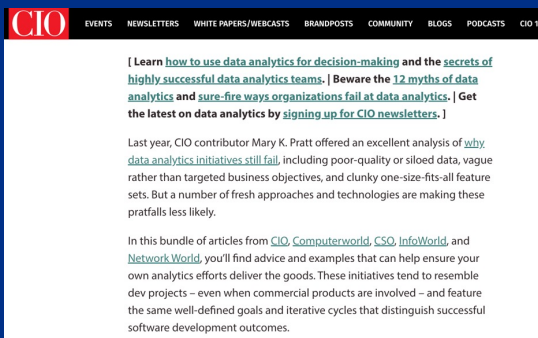 CIO EVENTS NEWSLETTERS WHITE PAPERS/WEBCASTS BRANDPOSTS COMMUNITY BLOGS PODCASTS CIO 1
[ Learn how to use data analytics for decision-making and the secrets of
highly successful data analytics teams. | Beware the 12 myths of data
analytics and sure-fire ways organizations fail at data analytics. | Get
the latest on data analytics by signing up for CIO newsletters. ]
Last year, CIO contributor Mary K. Pratt offered an excellent analysis of why
data analytics initiatives still fail, including poor-quality or siloed data, vague
rather than targeted business objectives, and clunky one-size-fits-all feature
sets. But a number of fresh approaches and technologies are making these
pratfalls less likely.
In this bundle of articles from CIO, Computerworld, CSO, InfoWorld, and
Network World, you’ll find advice and examples that can help ensure your
own analytics efforts deliver the goods. These initiatives tend to resemble
dev projects – even when commercial products are involved – and feature
the same well-defined goals and iterative cycles that distinguish successful
software development outcomes.